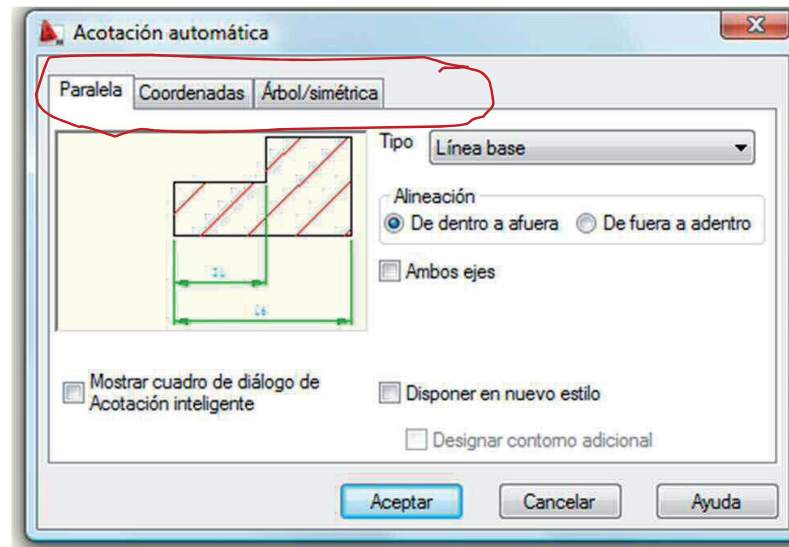 Acotación automática
Paralela Coordenadas Árbol/simétrica
Tipo Línea base
Alineación
De dentro a afuera De fuera a adentro
Ambos ejes
Mostrar cuadro de diálogo de
Acotación inteligente
Disponer en nuevo estilo
Designar contorno adicional
Aceptar Cancelar Ayuda